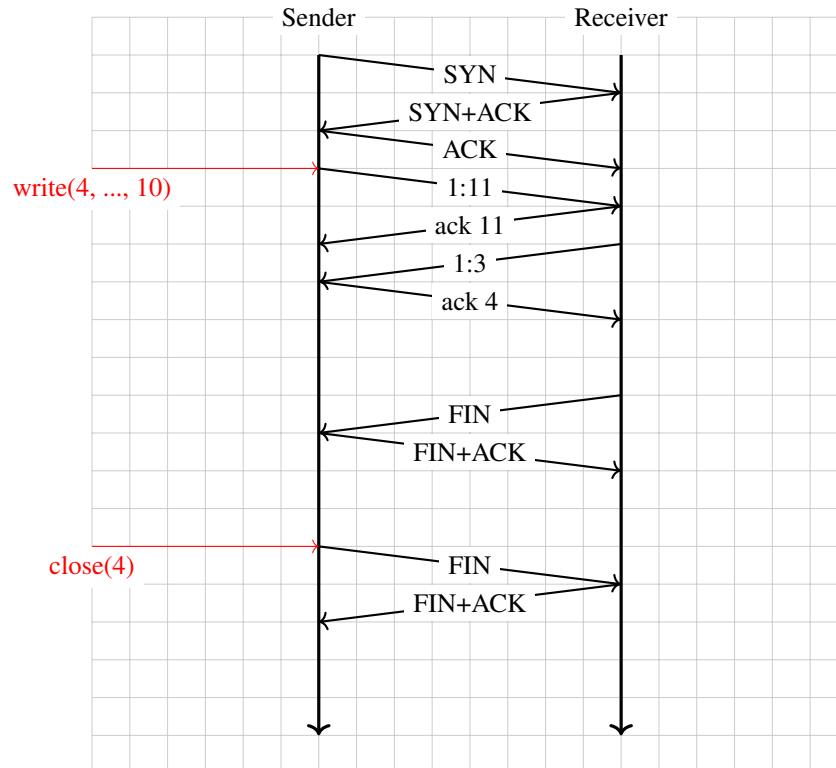 Sender
Receiver
SYN
SYN+ACK
ACK
write(4, ..., 10)
1:11
ack 11
1:3
ack 4
FIN
FIN+ACK
close(4)
FIN
FIN+ACK